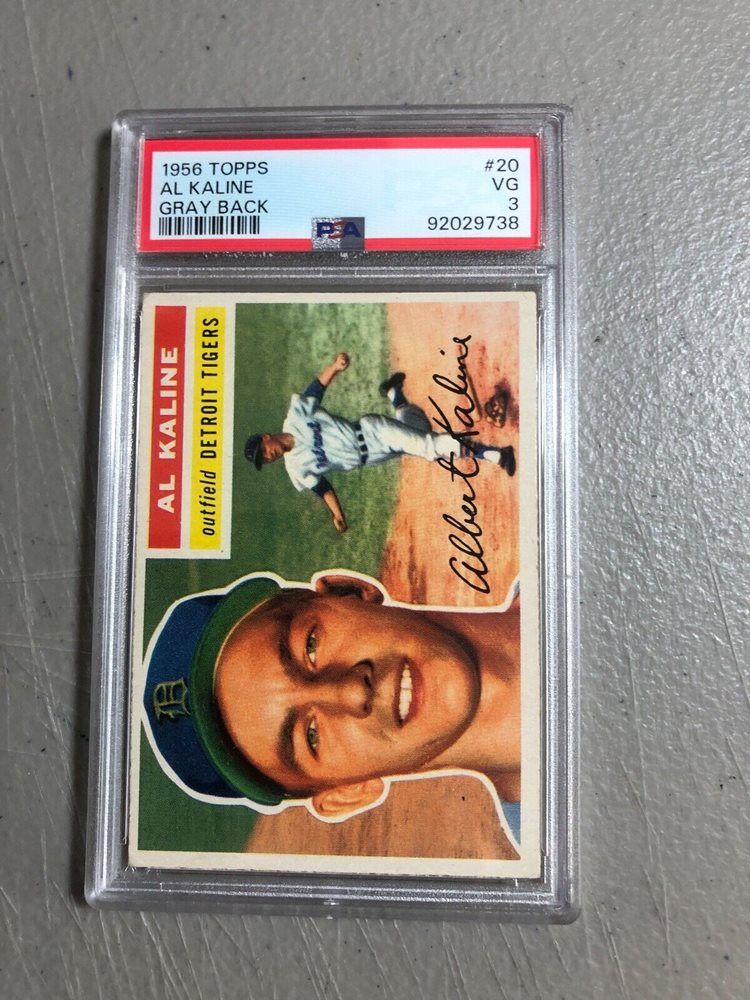 1956 TOPPS #20
AL KALINE VG
GRAY BACK 3
PSA 92029738
AL KALINE
outfield DETROIT TIGERS
Albert Kaline
D